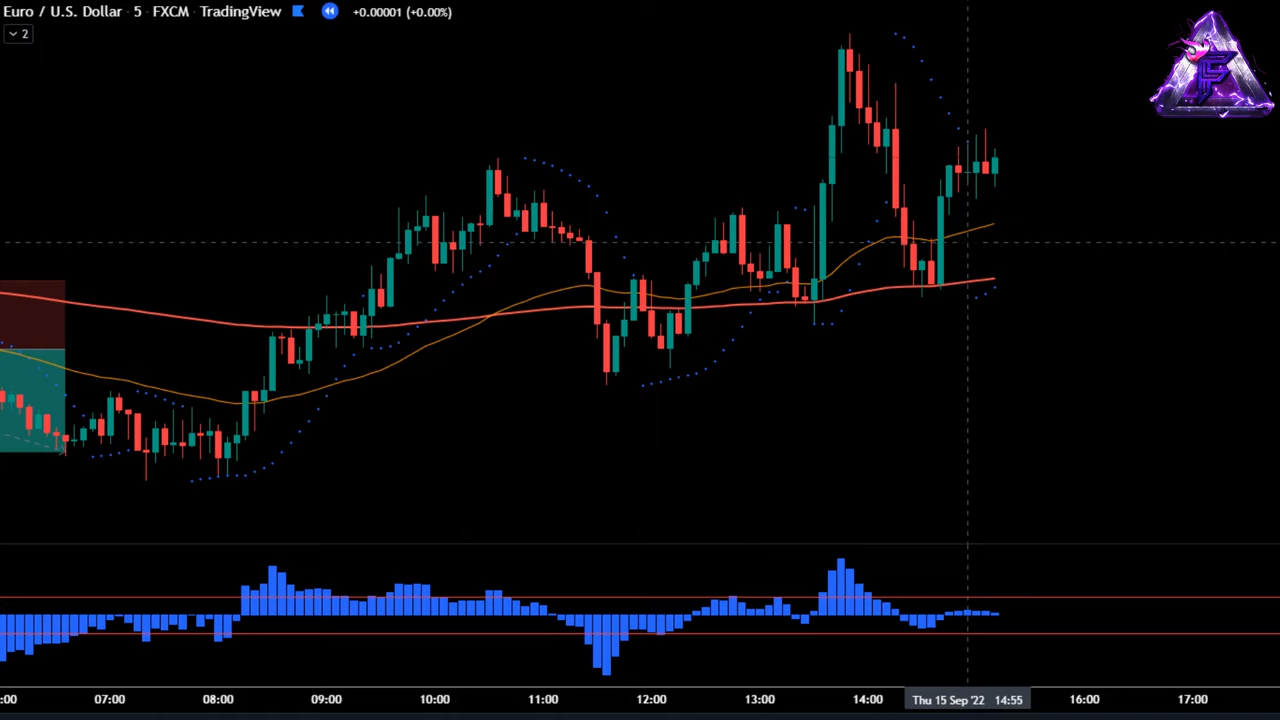 Euro / U.S. Dollar · 5 · FXCM · TradingView +0.00001 (+0.00%)
2
F
:00 07:00 08:00 09:00 10:00 11:00 12:00 13:00 14:00 Thu 15 Sep '22 14:55 16:00 17:00